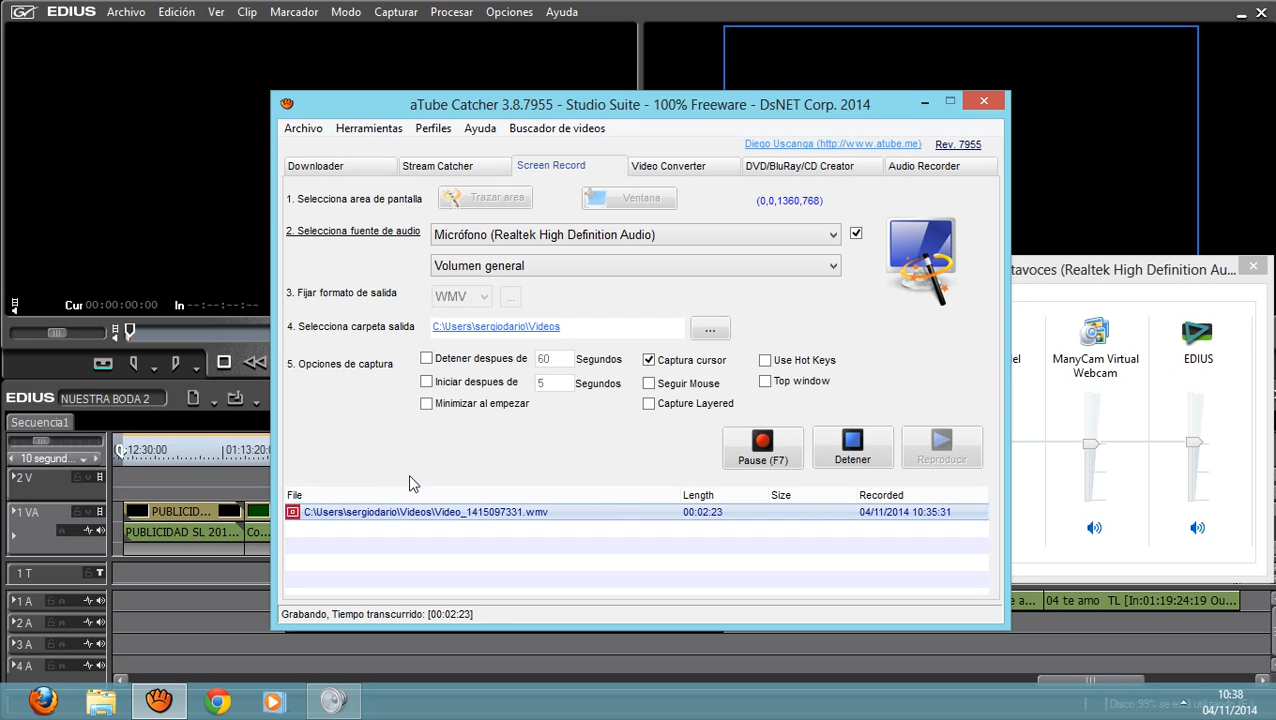 EDIUS Archivo Edición Ver Clip Marcador Modo Capturar Procesar Opciones Ayuda
aTube Catcher 3.8.7955 - Studio Suite - 100% Freeware - DsNET Corp. 2014
Archivo Herramientas Perfiles Ayuda Buscador de videos
Diego Uscanga (http://www.atube.me) Rev. 7955
Downloader Stream Catcher Screen Record Video Converter DVD/BluRay/CD Creator Audio Recorder
1. Selecciona area de pantalla Trazar area Ventana (0,0,1360,768)
2. Selecciona fuente de audio Micrófono (Realtek High Definition Audio)
Volumen general
3. Fijar formato de salida WMV ...
4. Selecciona carpeta salida C:\Users\sergiodario\Videos ...
5. Opciones de captura
Detener despues de 60 Segundos Captura cursor Use Hot Keys
Iniciar despues de 5 Segundos Seguir Mouse Top window
Minimizar al empezar Capture Layered
Pause (F7) Detener Reproducir
File Length Size Recorded
C:\Users\sergiodario\Videos\Video_1415097331.wmv 00:02:23 04/11/2014 10:35:31
Grabando, Tiempo transcurrido: [00:02:23]
tavoces (Realtek High Definition Au...
ManyCam Virtual
Webcam
EDIUS
Cur 00:00:00:00 In --:--:--:--
EDIUS NUESTRA BODA 2
Secuencia1
10 segund... :12:30:00 01:13:20:0
2 V
1 VA PUBLICID... 
PUBLICIDAD SL 201... Co...
1 T T
1 A e a... 04 te amo TL [In:01:19:24:19 Ou...
2 A
3 A
4 A
10:38
Disco:99% se está utilizando(E:)
04/11/2014